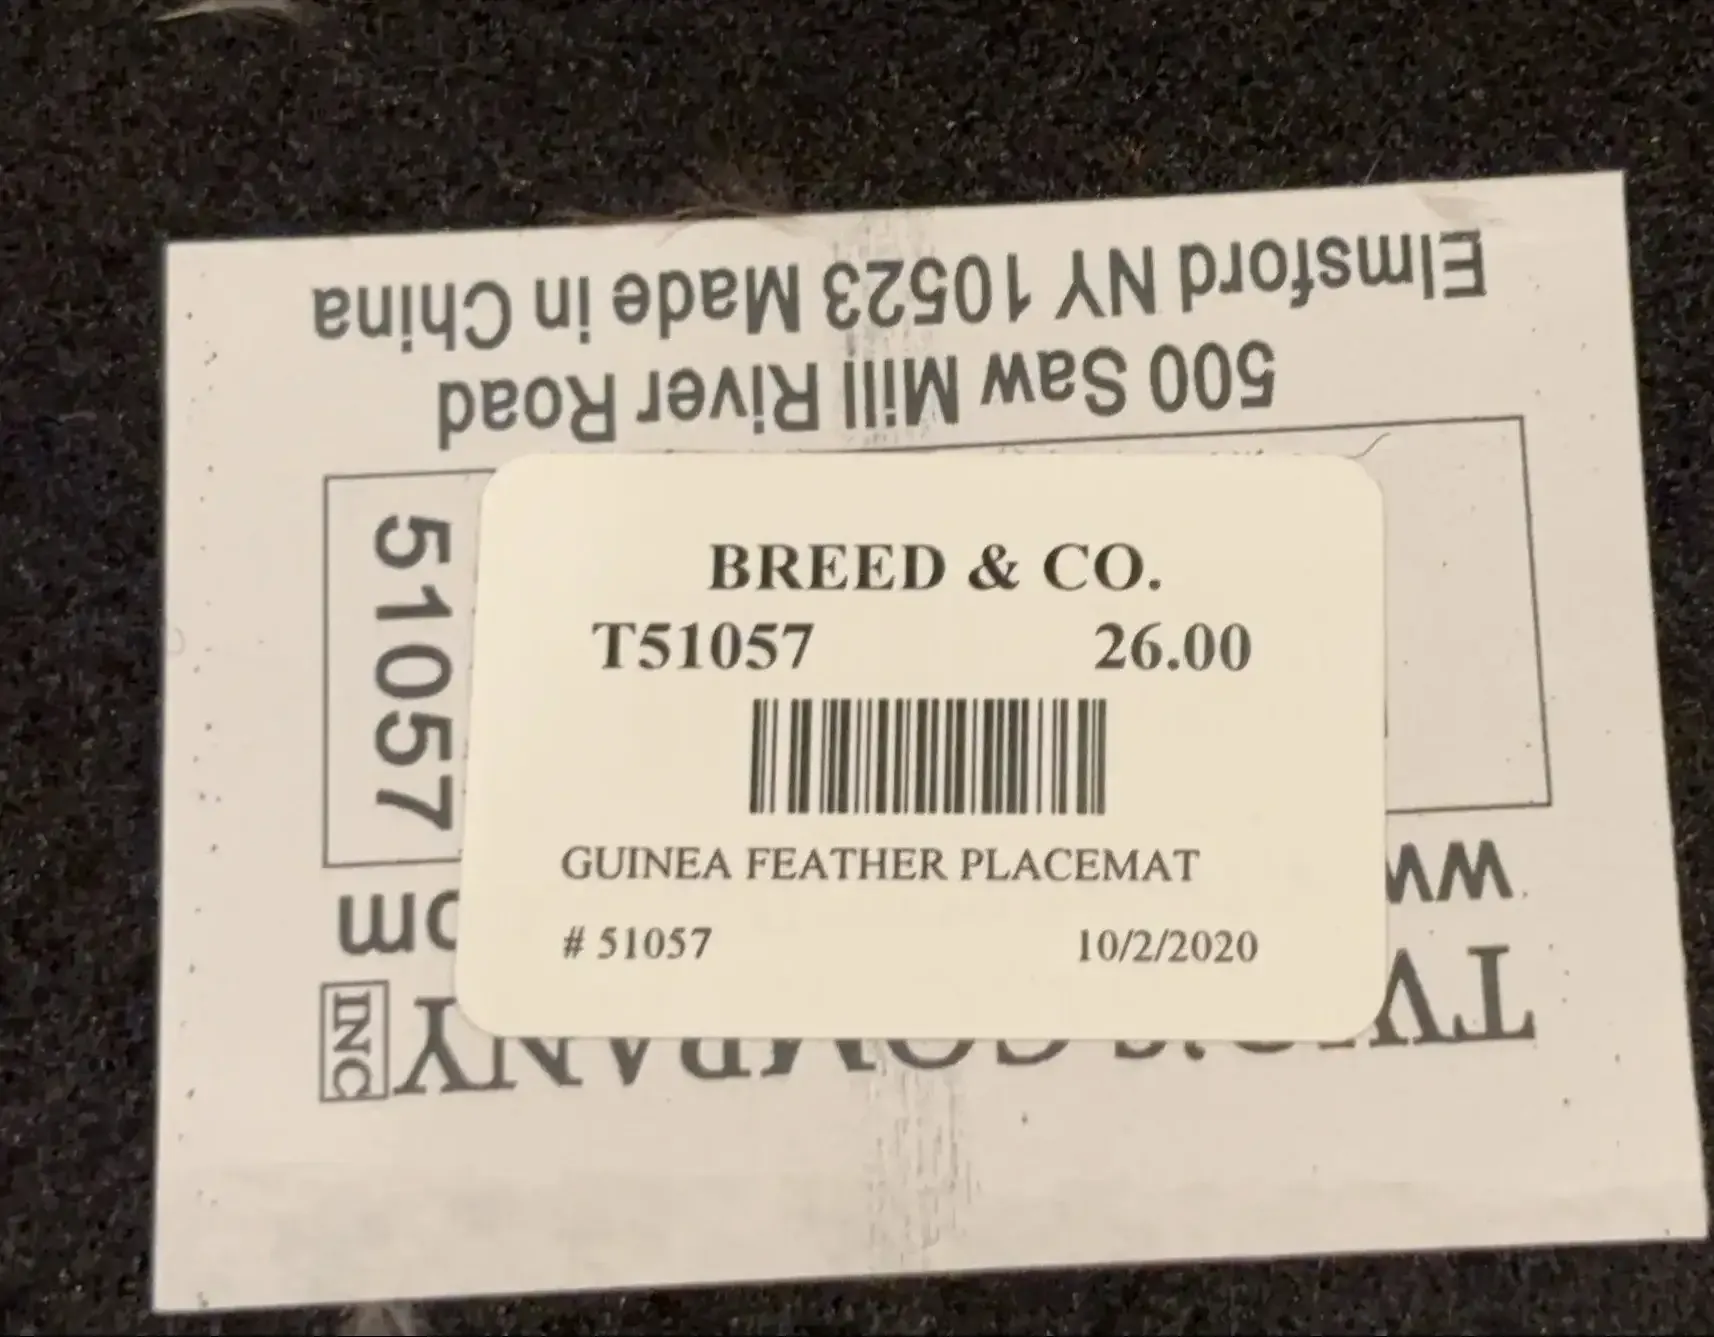 BREED & CO.
T51057 26.00
GUINEA FEATHER PLACEMAT
# 51057 10/2/2020
INC
51057
500 Saw Mill River Road
Elmsford NY 10523 Made in China